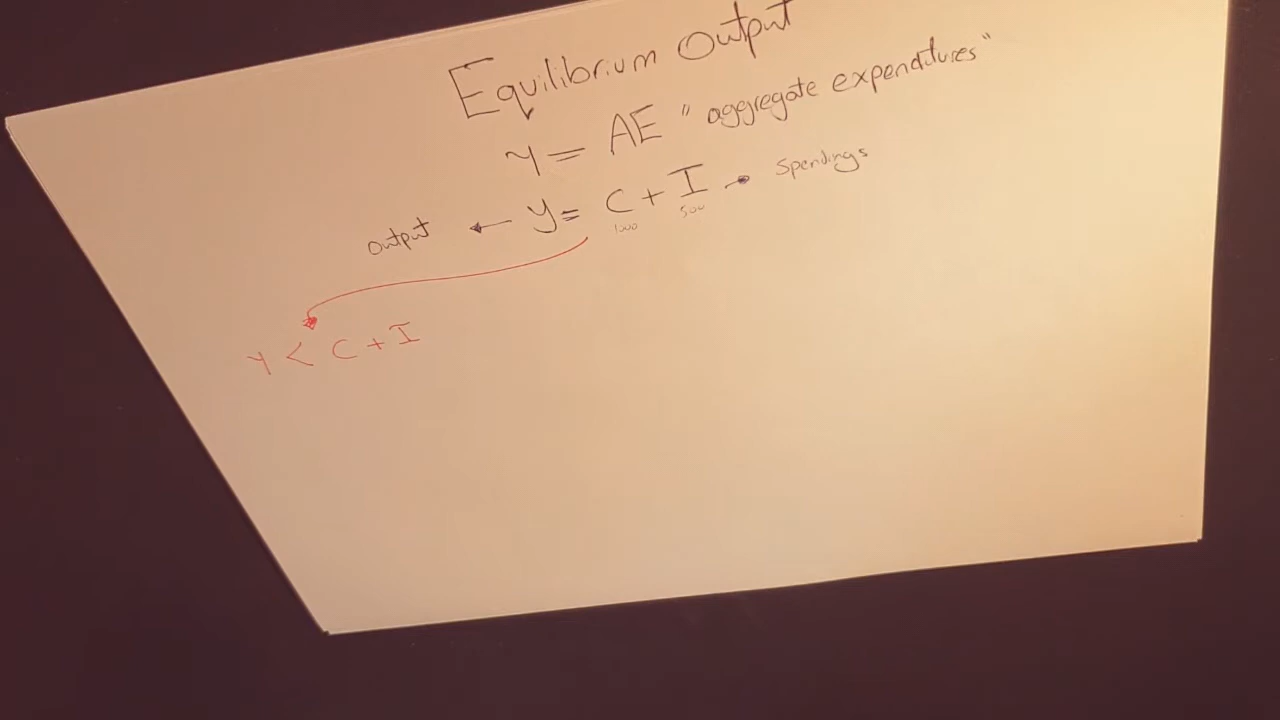 Equilibrium Output
Y = AE "aggregate expenditures"
output ← Y = C + I → Spendings
1000 500
Y < C + I